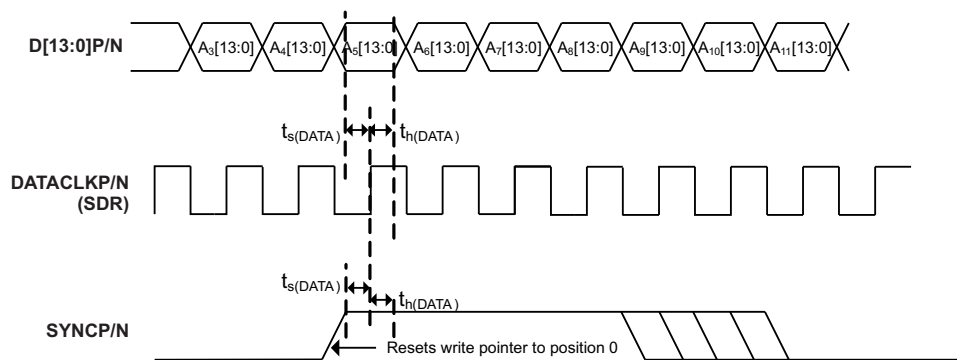 D[13:0]P/N
A3[13:0] A4[13:0] A5[13:0] A6[13:0] A7[13:0] A8[13:0] A9[13:0] A10[13:0] A11[13:0]
ts(DATA) th(DATA)
DATACLKP/N
(SDR)
ts(DATA)
th(DATA)
SYNCP/N
Resets write pointer to position 0